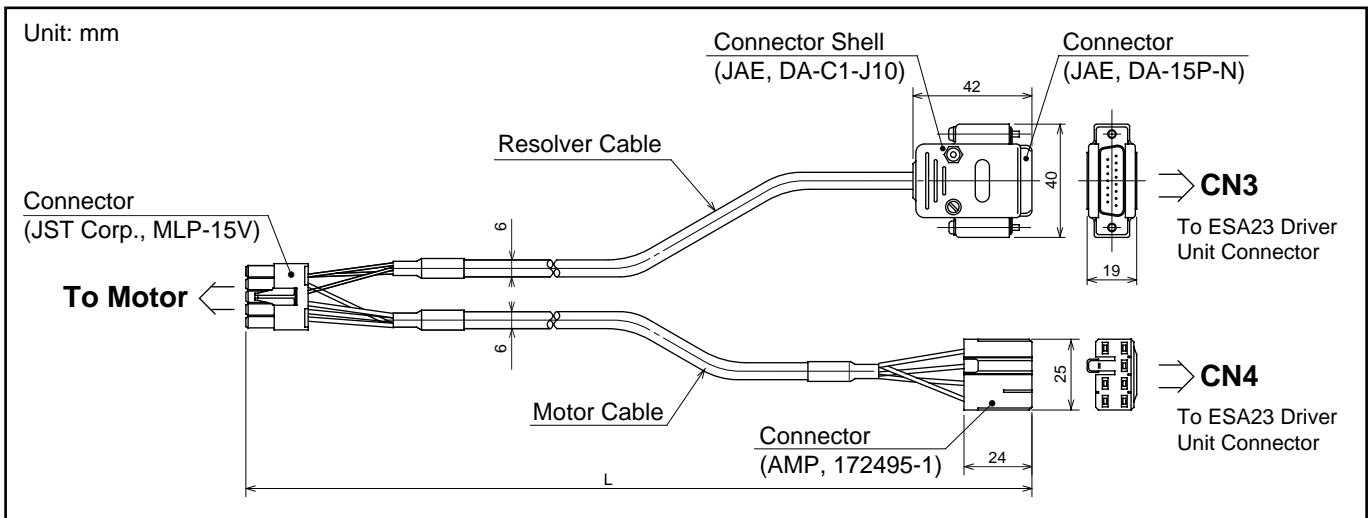 Unit: mm
Connector Shell
(JAE, DA-C1-J10)
Connector
(JAE, DA-15P-N)
42
Resolver Cable
40
CN3
To ESA23 Driver
Unit Connector
19
Connector
(JST Corp., MLP-15V)
6
To Motor
6
25
CN4
To ESA23 Driver
Unit Connector
Motor Cable
Connector
(AMP, 172495-1)
24
L